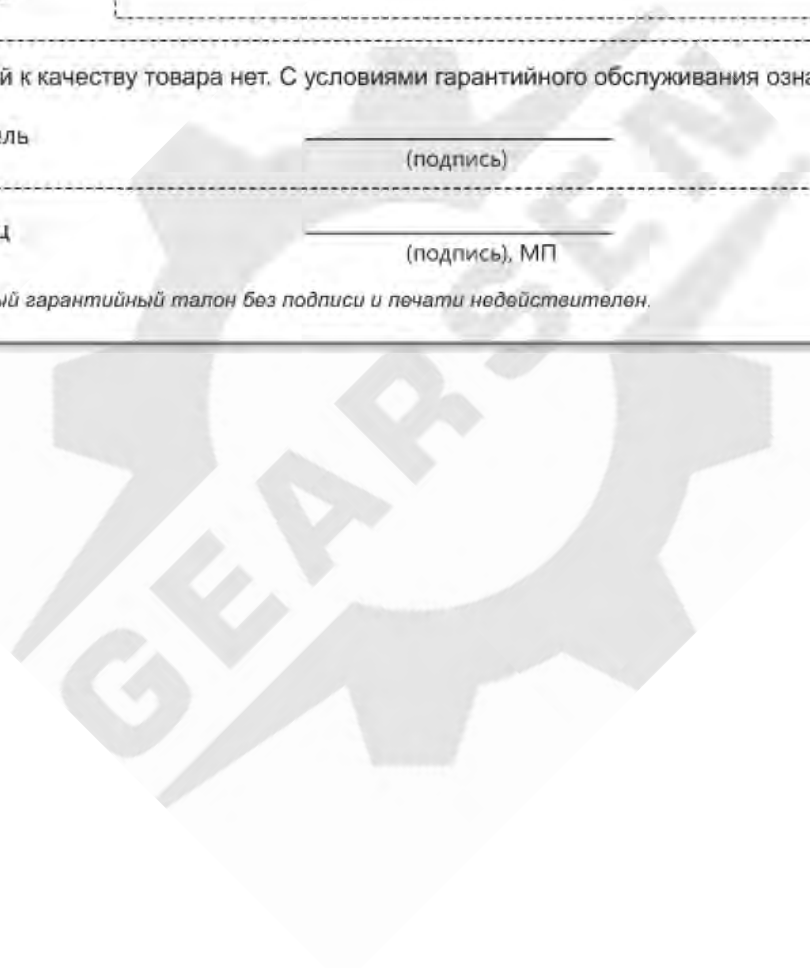 й к качеству товара нет. С условиями гарантийного обслуживания озна
ль
(подпись)
ц
(подпись), МП
ый гарантийный талон без подписи и печати недействителен.
GEARSEN